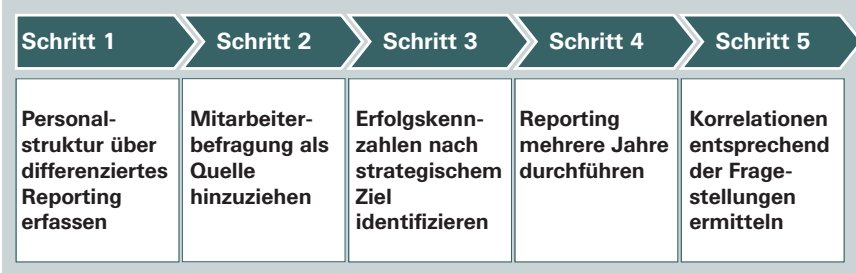 Schritt 1
Schritt 2
Schritt 3
Schritt 4
Schritt 5
Personal-
struktur über
differenziertes
Reporting
erfassen
Mitarbeiter-
befragung als
Quelle
hinzuziehen
Erfolgskenn-
zahlen nach
strategischem
Ziel
identifizieren
Reporting
mehrere Jahre
durchführen
Korrelationen
entsprechend
der Frage-
stellungen
ermitteln